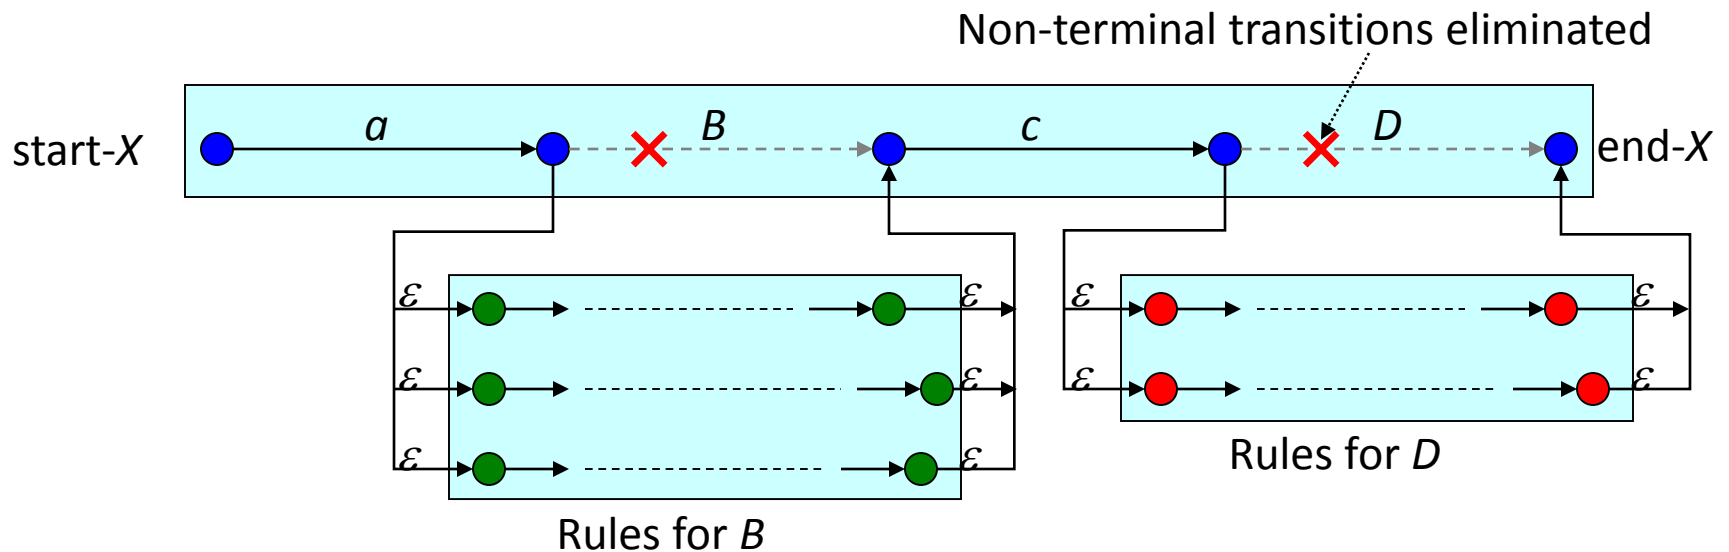 Non-terminal transitions eliminated
start-X
a
B
c
D
end-X
ε ε ε ε
ε ε ε ε
ε ε
Rules for D
Rules for B